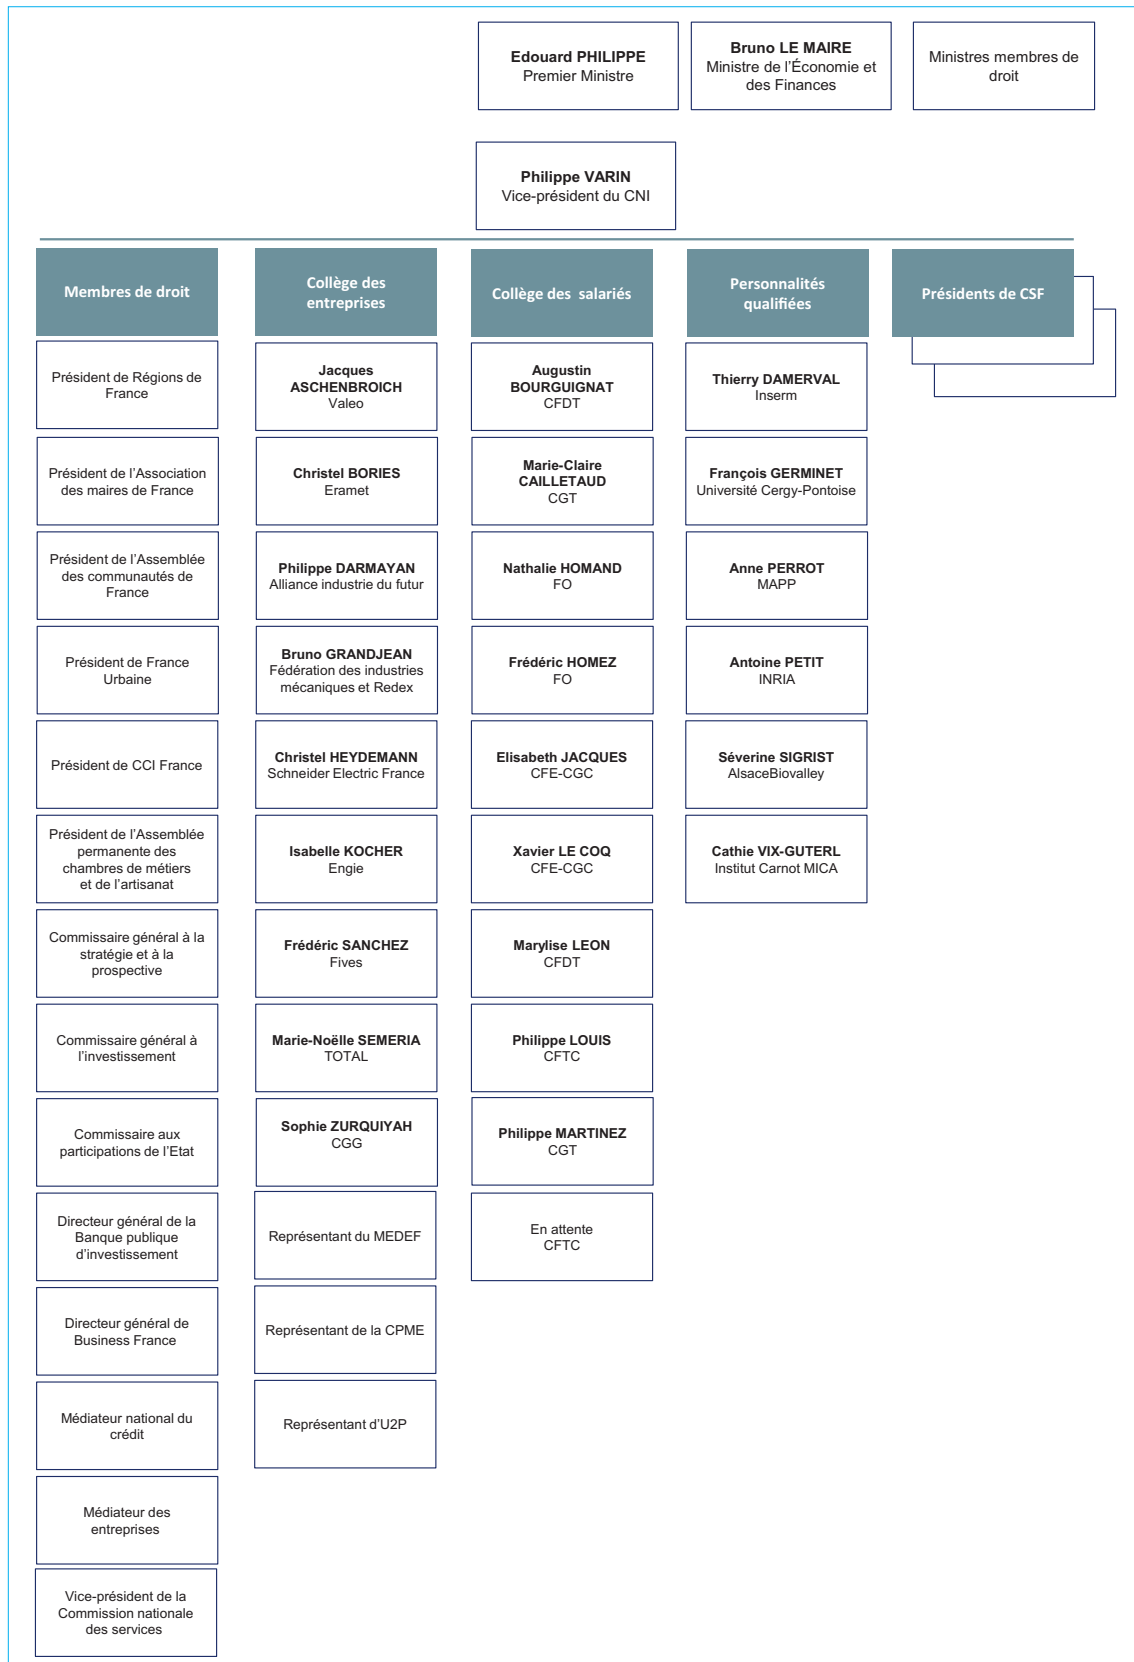 Edouard PHILIPPE
Premier Ministre
Bruno LE MAIRE
Ministre de l'Économie et
des Finances
Ministres membres de
droit
Philippe VARIN
Vice-président du CNI
Membres de droit
Président de Régions de
France
Président de l'Association
des maires de France
Président de l'Assemblée
des communautés de
France
Président de France
Urbaine
Président de CCI France
Président de l'Assemblée
permanente des
chambres de métiers
et de l'artisanat
Commissaire général à la
stratégie et à la
prospective
Commissaire général à
l'investissement
Commissaire aux
participations de l'Etat
Directeur général de la
Banque publique
d'investissement
Directeur général de
Business France
Médiateur national du
crédit
Médiateur des
entreprises
Vice-président de la
Commission nationale
des services
Collège des
entreprises
Jacques
ASCHENBROICH
Valeo
Christel BORIES
Eramet
Philippe DARMAYAN
Alliance industrie du futur
Bruno GRANDJEAN
Fédération des industries
mécaniques et Redex
Christel HEYDEMANN
Schneider Electric France
Isabelle KOCHER
Engie
Frédéric SANCHEZ
Fives
Marie-Noëlle SEMERIA
TOTAL
Sophie ZURQUIYAH
CGG
Représentant du MEDEF
Représentant de la CPME
Représentant d'U2P
Collège des salariés
Augustin
BOURGUIGNAT
CFDT
Marie-Claire
CAILLETAUD
CGT
Nathalie HOMAND
FO
Frédéric HOMEZ
FO
Elisabeth JACQUES
CFE-CGC
Xavier LE COQ
CFE-CGC
Marylise LEON
CFDT
Philippe LOUIS
CFTC
Philippe MARTINEZ
CGT
En attente
CFTC
Personnalités
qualifiées
Thierry DAMERVAL
Inserm
François GERMINET
Université Cergy-Pontoise
Anne PERROT
MAPP
Antoine PETIT
INRIA
Séverine SIGRIST
AlsaceBiovalley
Cathie VIX-GUTERL
Institut Carnot MICA
Présidents de CSF